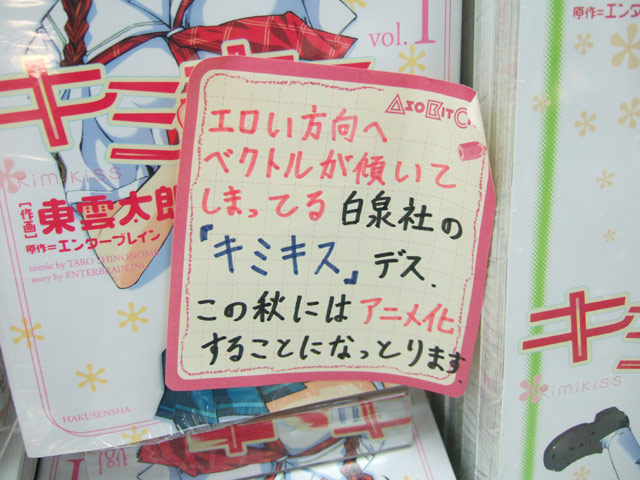 vol.1
原作=エンター
AsoBitC
エロい方向へ
ベクトルが傾いて
しまってる 白泉社の
『キミキス』デス.
この秋には アニメ化
することになっとります.
キミキ
KimiKiss
[作画]東雲太郎
原作=エンターブレイン
comic by TARO SHINONOME
story by ENTERBRAIN,INC
HAKUSENSHA
キ
KimiKiss